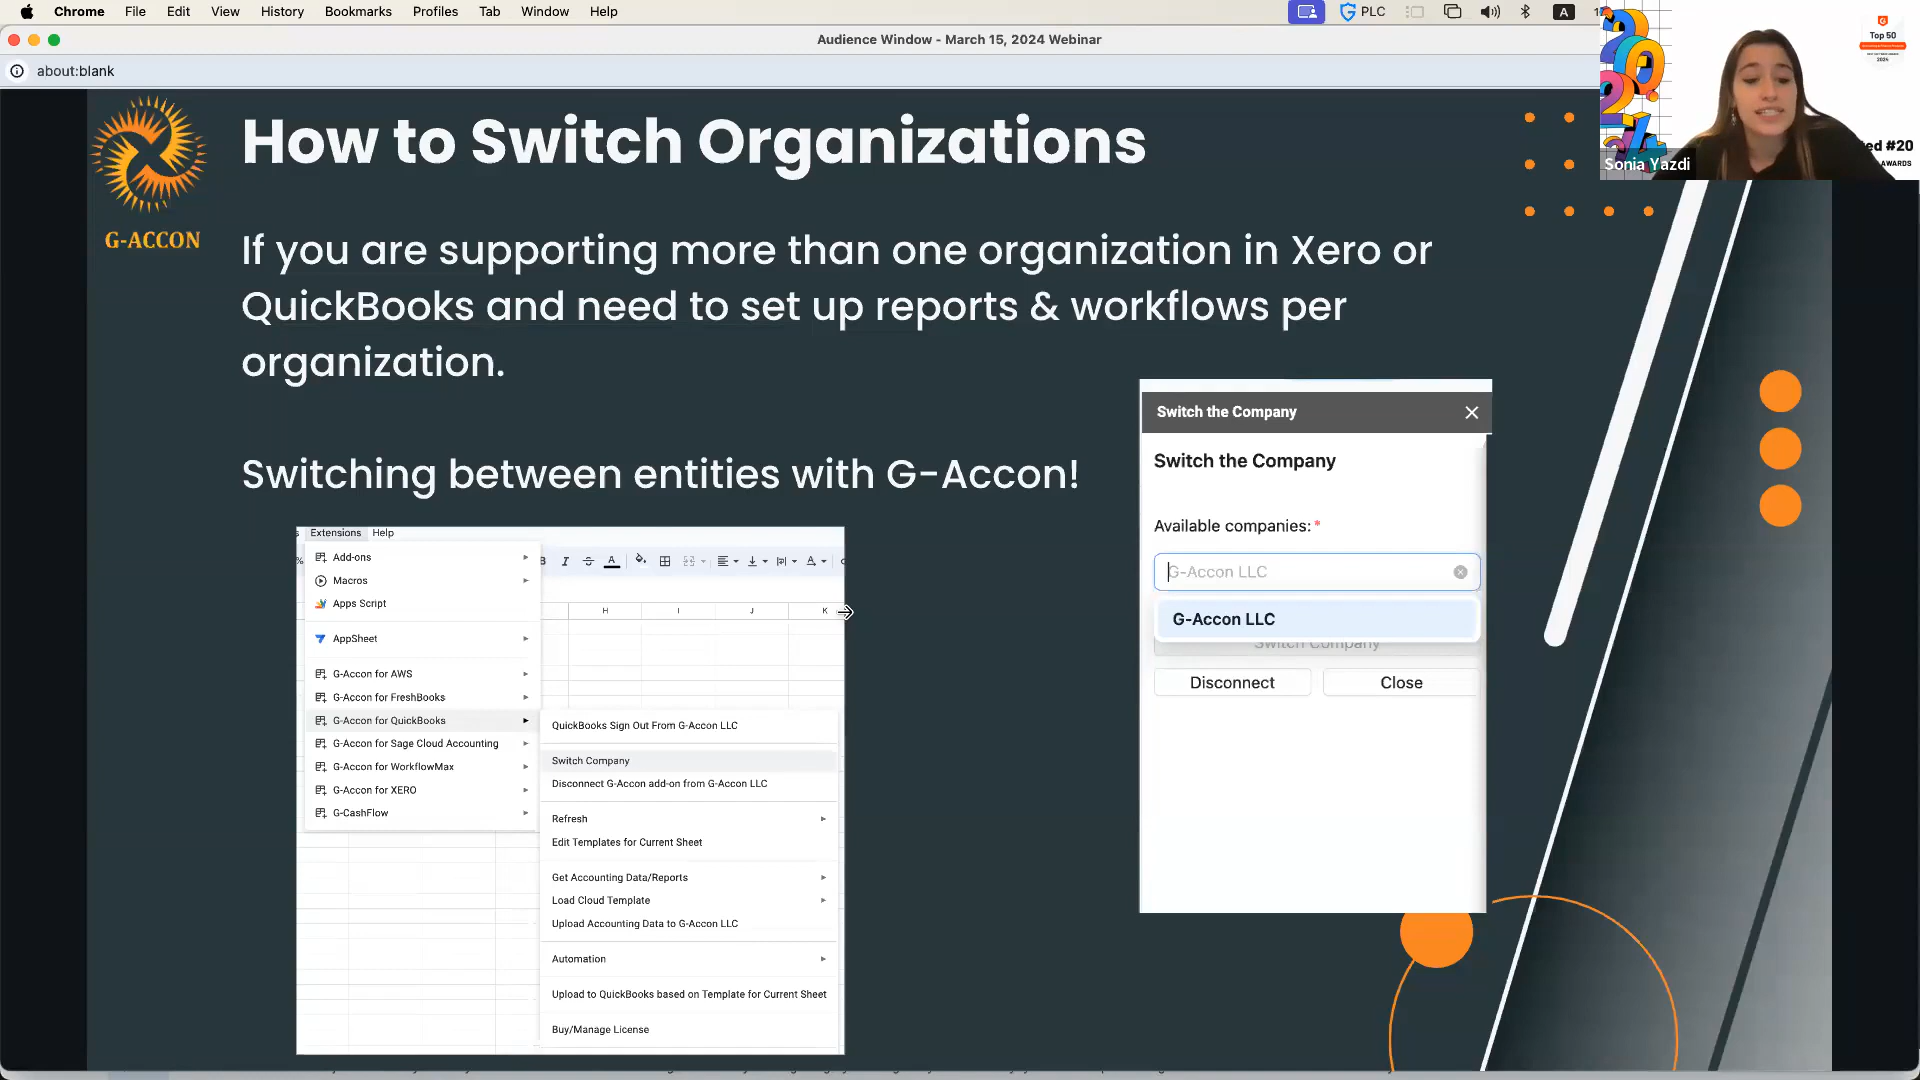 Chrome File Edit View History Bookmarks Profiles Tab Window Help PLC A
Audience Window - March 15, 2024 Webinar
about:blank
Top 50
2024
#20
AWARDS
Sonia Yazdi
G-ACCON
How to Switch Organizations
If you are supporting more than one organization in Xero or
QuickBooks and need to set up reports & workflows per
organization.
Switching between entities with G-Accon!
Extensions Help
Add-ons
Macros
Apps Script
AppSheet
G-Accon for AWS
G-Accon for FreshBooks
G-Accon for QuickBooks
G-Accon for Sage Cloud Accounting
G-Accon for WorkflowMax
G-Accon for XERO
G-CashFlow
H I J K
QuickBooks Sign Out From G-Accon LLC
Switch Company
Disconnect G-Accon add-on from G-Accon LLC
Refresh
Edit Templates for Current Sheet
Get Accounting Data/Reports
Load Cloud Template
Upload Accounting Data to G-Accon LLC
Automation
Upload to QuickBooks based on Template for Current Sheet
Buy/Manage License
Switch the Company
Switch the Company
Available companies: *
G-Accon LLC
G-Accon LLC
Switch Company
Disconnect Close